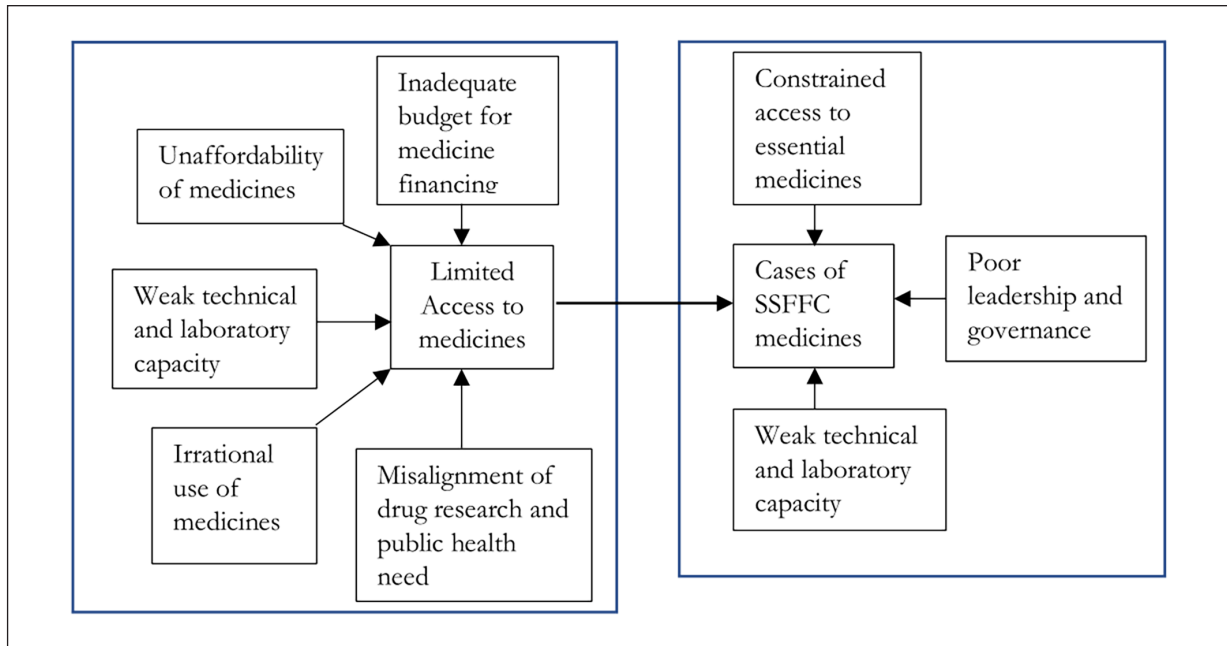 Inadequate
budget for
medicine
financing
Unaffordability
of medicines
Weak technical
and laboratory
capacity
Limited
Access to
medicines
Irrational
use of
medicines
Misalignment of
drug research and
public health
need
Constrained
access to
essential
medicines
Cases of
SSFFC
medicines
Poor
leadership and
governance
Weak technical
and laboratory
capacity